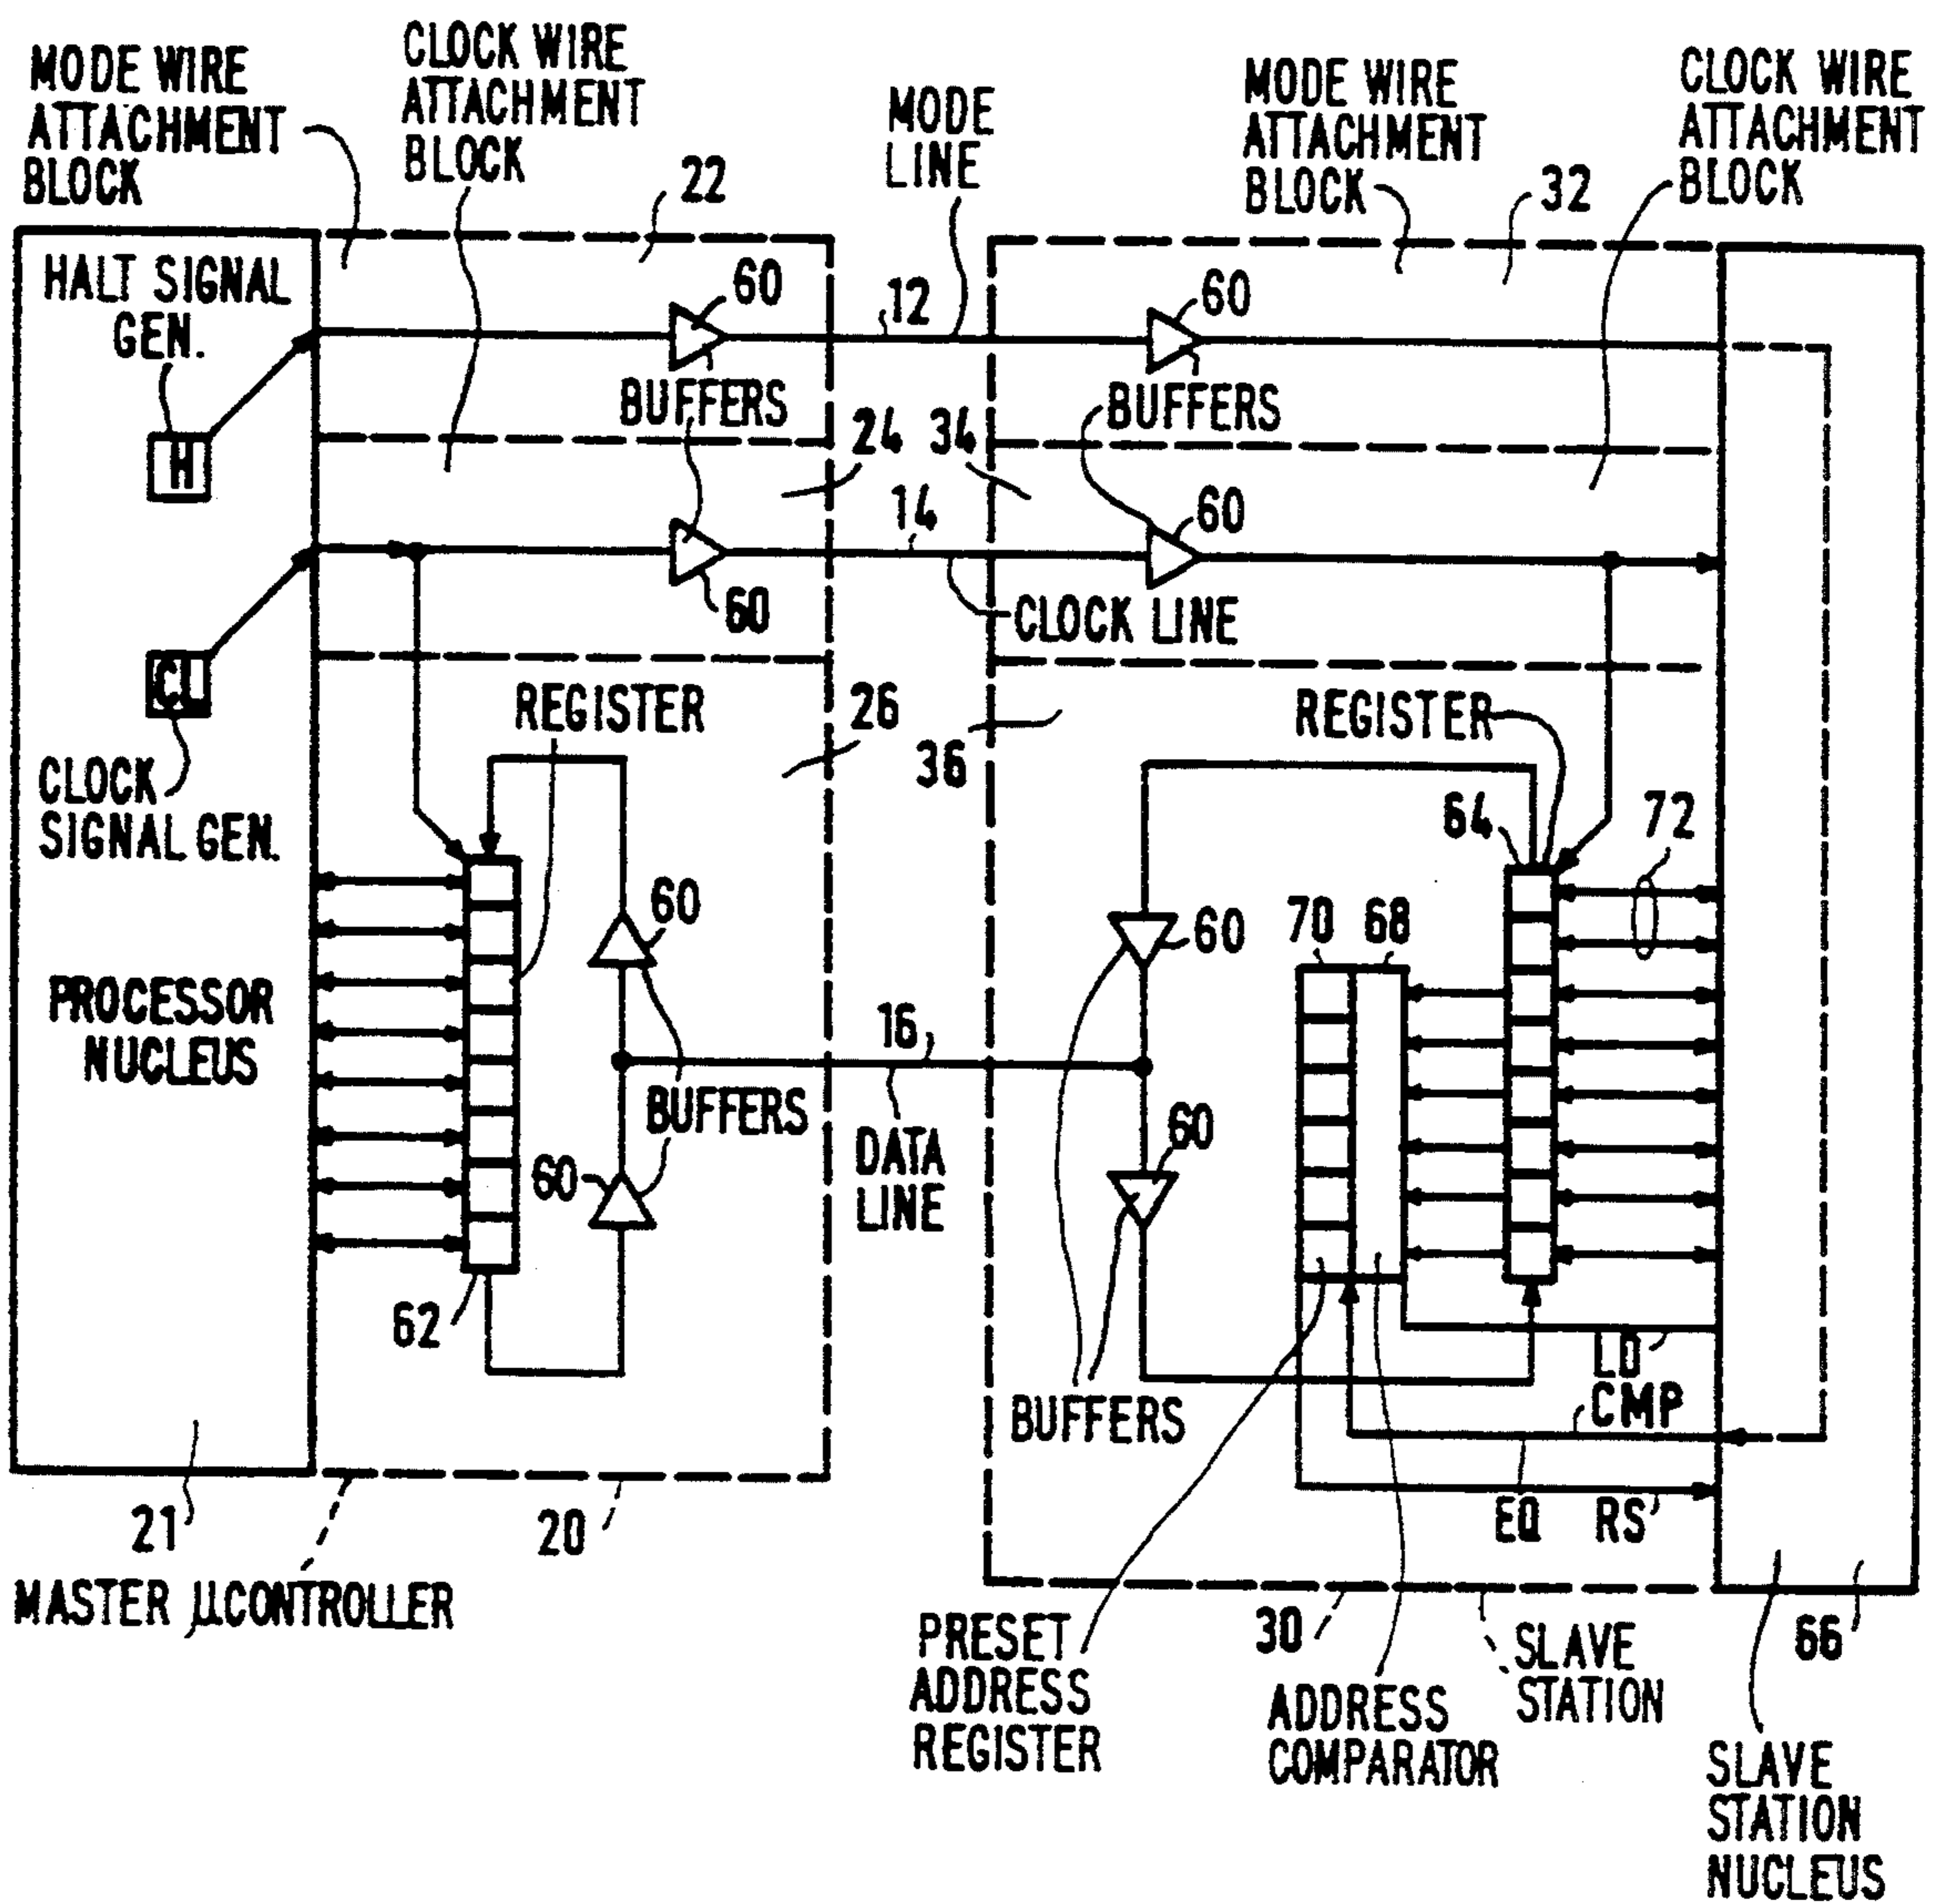 MODE WIRE
ATTACHMENT
BLOCK
CLOCK WIRE
ATTACHMENT
BLOCK
22
MODE
LINE
MODE WIRE
ATTACHMENT
BLOCK
32
CLOCK WIRE
ATTACHMENT
BLOCK
HALT SIGNAL
GEN.
H
60
12
60
BUFFERS
BUFFERS
24
34
14
60
60
CLOCK LINE
CL
CLOCK
SIGNAL GEN.
REGISTER
26
36
REGISTER
64
72
60
60
70
68
PROCESSOR
NUCLEUS
16
BUFFERS
DATA
LINE
60
60
62
BUFFERS
LD
CMP
EQ
RS
21
20
MASTER µCONTROLLER
PRESET
ADDRESS
REGISTER
30
ADDRESS
COMPARATOR
SLAVE
STATION
66
SLAVE
STATION
NUCLEUS